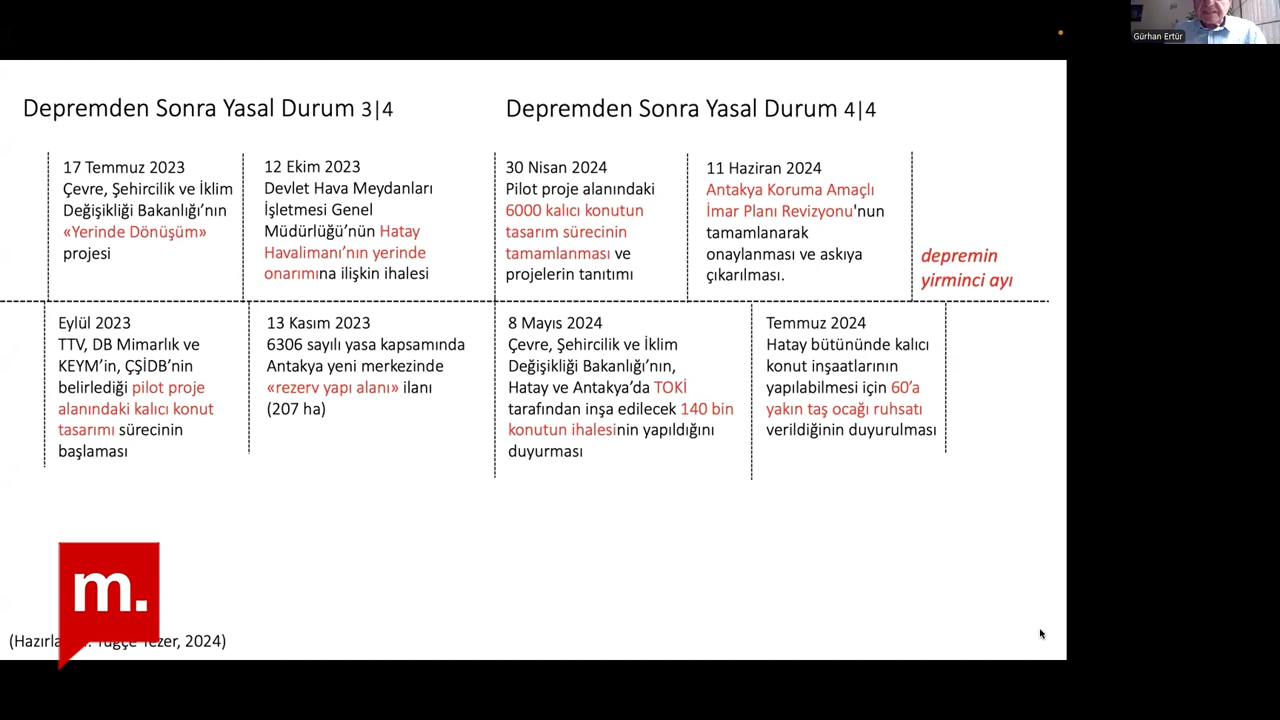 Gürhan Ertür
Depremden Sonra Yasal Durum 3|4
17 Temmuz 2023
Çevre, Şehircilik ve İklim
Değişikliği Bakanlığı’nın
«Yerinde Dönüşüm»
projesi
12 Ekim 2023
Devlet Hava Meydanları
İşletmesi Genel
Müdürlüğü’nün Hatay
Havalimanı’nın yerinde
onarımına ilişkin ihalesi
Eylül 2023
TTV, DB Mimarlık ve
KEYM’in, ÇŞİDB’nin
belirlediği pilot proje
alanındaki kalıcı konut
tasarımı sürecinin
başlaması
13 Kasım 2023
6306 sayılı yasa kapsamında
Antakya yeni merkezinde
«rezerv yapı alanı» ilanı
(207 ha)
Depremden Sonra Yasal Durum 4|4
30 Nisan 2024
Pilot proje alanındaki
6000 kalıcı konutun
tasarım sürecinin
tamamlanması ve
projelerin tanıtımı
11 Haziran 2024
Antakya Koruma Amaçlı
İmar Planı Revizyonu'nun
tamamlanarak
onaylanması ve askıya
çıkarılması.
depremin
yirminci ayı
8 Mayıs 2024
Çevre, Şehircilik ve İklim
Değişikliği Bakanlığı’nın,
Hatay ve Antakya’da TOKİ
tarafından inşa edilecek 140 bin
konutun ihalesinin yapıldığını
duyurması
Temmuz 2024
Hatay bütününde kalıcı
konut inşaatlarının
yapılabilmesi için 60’a
yakın taş ocağı ruhsatı
verildiğinin duyurulması
m.
2024)